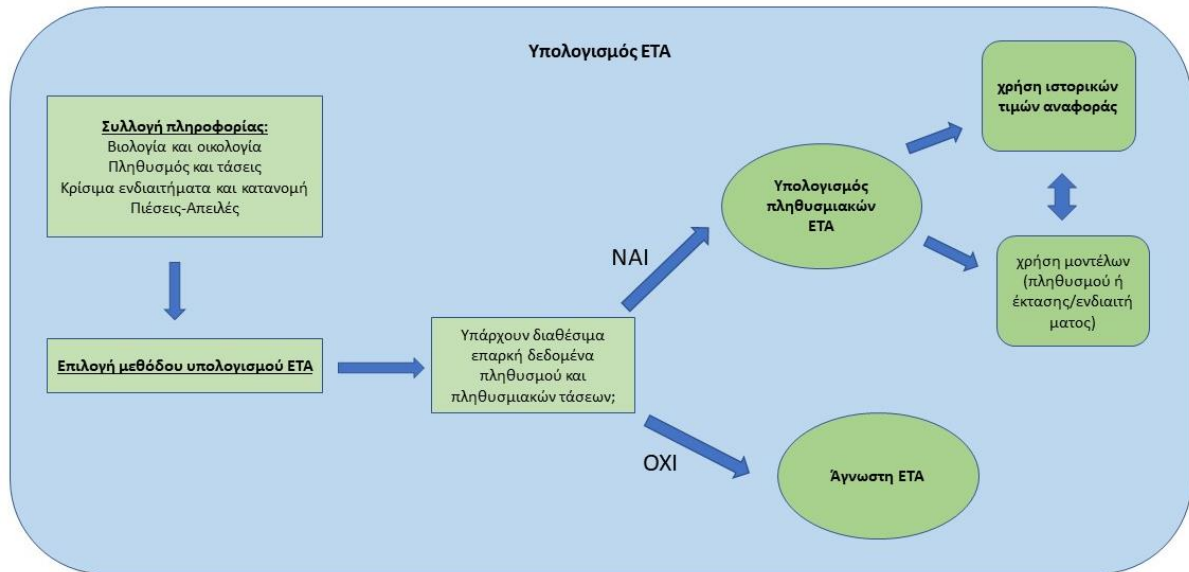 Υπολογισμός ΕΤΑ
Συλλογή πληροφορίας:
Βιολογία και οικολογία
Πληθυσμός και τάσεις
Κρίσιμα ενδιαιτήματα και κατανομή
Πιέσεις-Απειλές
Επιλογή μεθόδου υπολογισμού ΕΤΑ
Υπάρχουν διαθέσιμα
επαρκή δεδομένα
πληθυσμού και
πληθυσμιακών τάσεων;
ΝΑΙ
Υπολογισμός
πληθυσμιακών
ΕΤΑ
χρήση ιστορικών
τιμών αναφοράς
χρήση μοντέλων
(πληθυσμού ή
έκτασης/ενδιαιτή
ματος)
ΟΧΙ
Άγνωστη ΕΤΑ